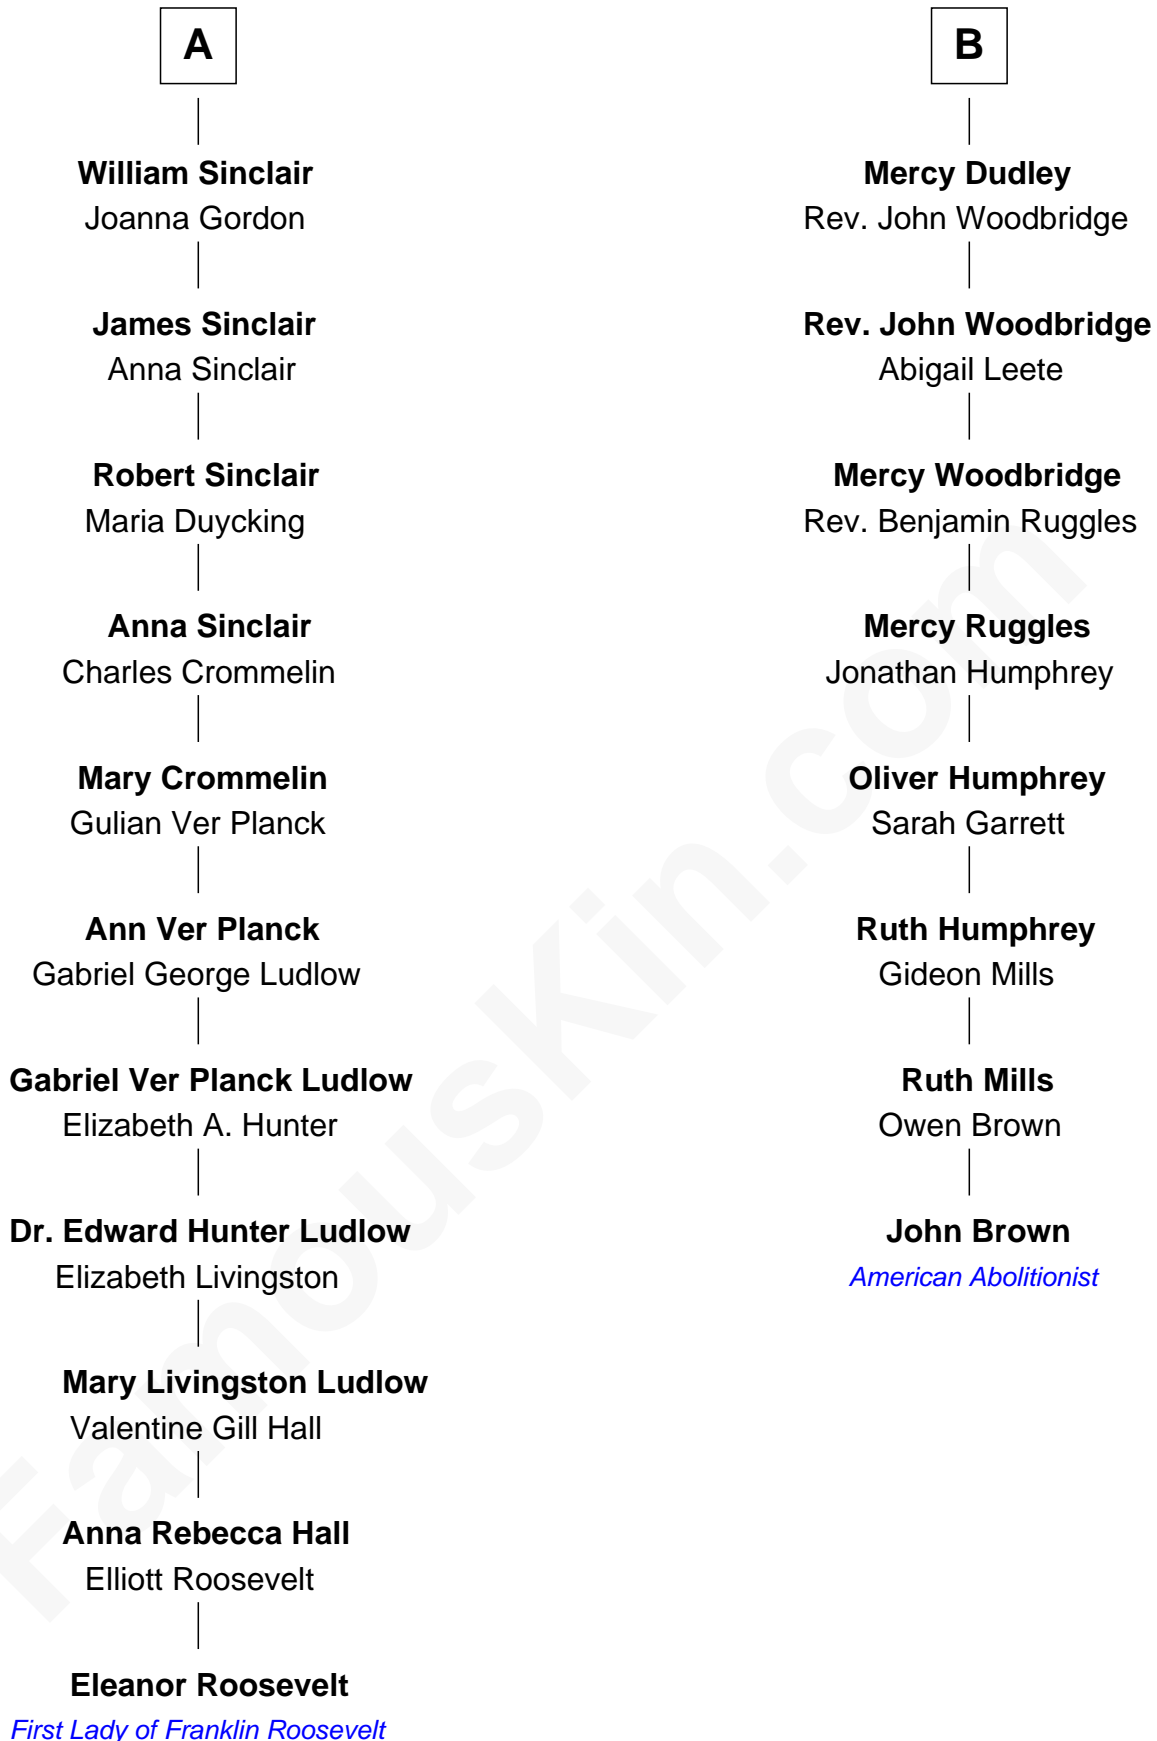 A
William Sinclair
Joanna Gordon
James Sinclair
Anna Sinclair
Robert Sinclair
Maria Duycking
Anna Sinclair
Charles Crommelin
Mary Crommelin
Gulian Ver Planck
Ann Ver Planck
Gabriel George Ludlow
Gabriel Ver Planck Ludlow
Elizabeth A. Hunter
Dr. Edward Hunter Ludlow
Elizabeth Livingston
Mary Livingston Ludlow
Valentine Gill Hall
Anna Rebecca Hall
Elliott Roosevelt
Eleanor Roosevelt
First Lady of Franklin Roosevelt
B
Mercy Dudley
Rev. John Woodbridge
Rev. John Woodbridge
Abigail Leete
Mercy Woodbridge
Rev. Benjamin Ruggles
Mercy Ruggles
Jonathan Humphrey
Oliver Humphrey
Sarah Garrett
Ruth Humphrey
Gideon Mills
Ruth Mills
Owen Brown
John Brown
American Abolitionist
FamousKin.com